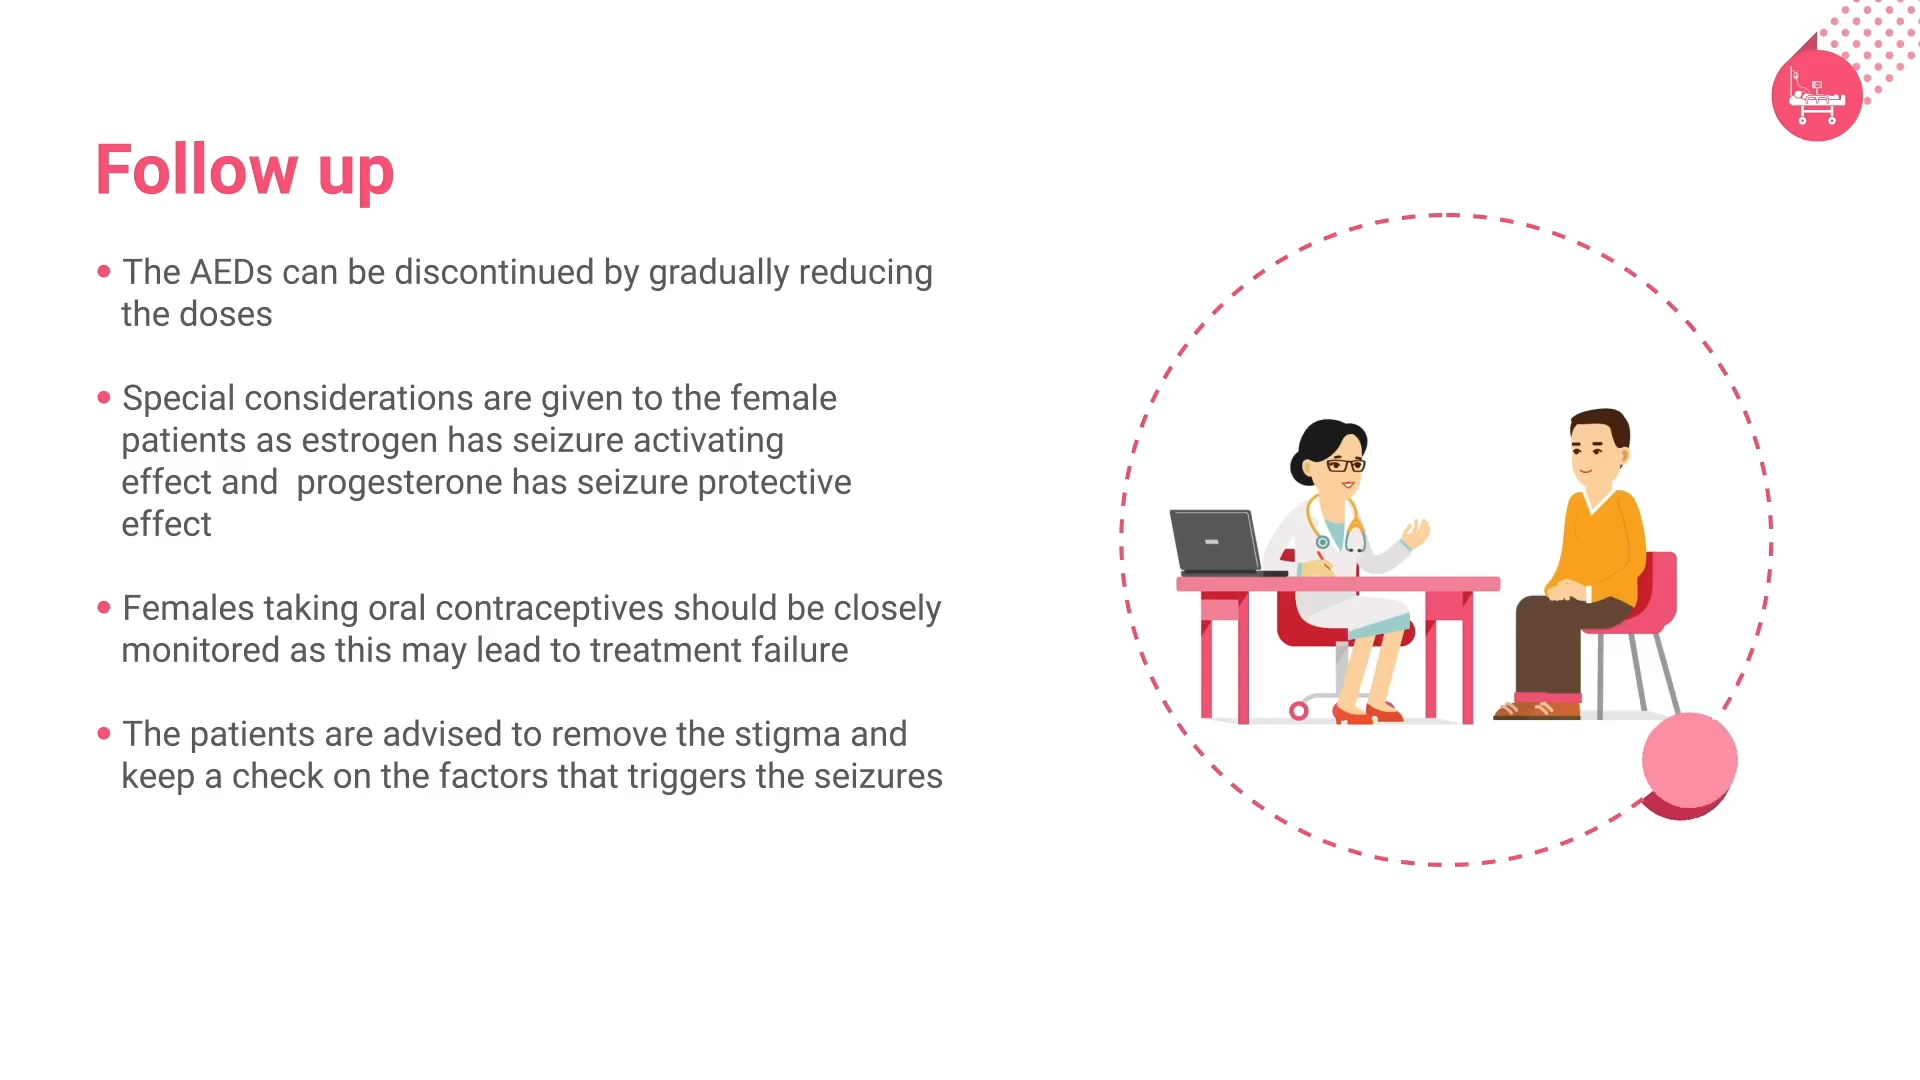 Follow up
• The AEDs can be discontinued by gradually reducing
the doses
• Special considerations are given to the female
patients as estrogen has seizure activating
effect and  progesterone has seizure protective
effect
• Females taking oral contraceptives should be closely
monitored as this may lead to treatment failure
• The patients are advised to remove the stigma and
keep a check on the factors that triggers the seizures